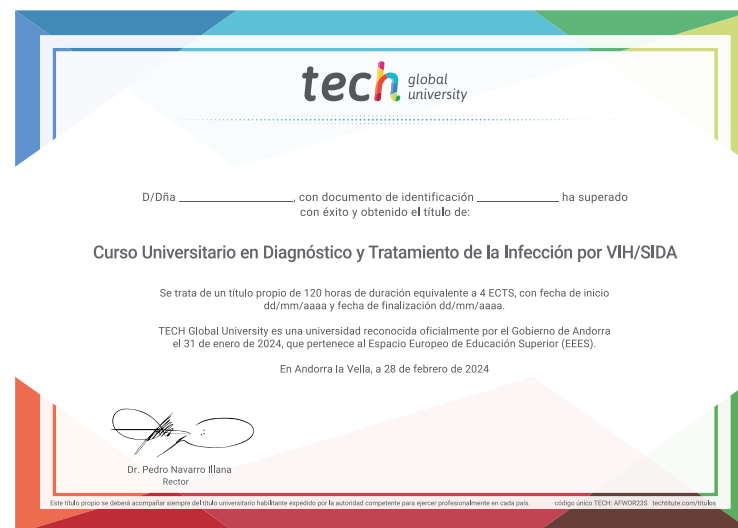 tech global university
D/Dña ____________________, con documento de identificación ______________ ha superado
con éxito y obtenido el título de:
Curso Universitario en Diagnóstico y Tratamiento de la Infección por VIH/SIDA
Se trata de un título propio de 120 horas de duración equivalente a 4 ECTS, con fecha de inicio
dd/mm/aaaa y fecha de finalización dd/mm/aaaa.
TECH Global University es una universidad reconocida oficialmente por el Gobierno de Andorra
el 31 de enero de 2024, que pertenece al Espacio Europeo de Educación Superior (EEES).
En Andorra la Vella, a 28 de febrero de 2024
Dr. Pedro Navarro Illana
Rector
Este título propio se deberá acompañar siempre del título universitario habilitante expedido por la autoridad competente para ejercer profesionalmente en cada país. código único TECH: AFWOR23S techtitute.com/titulos